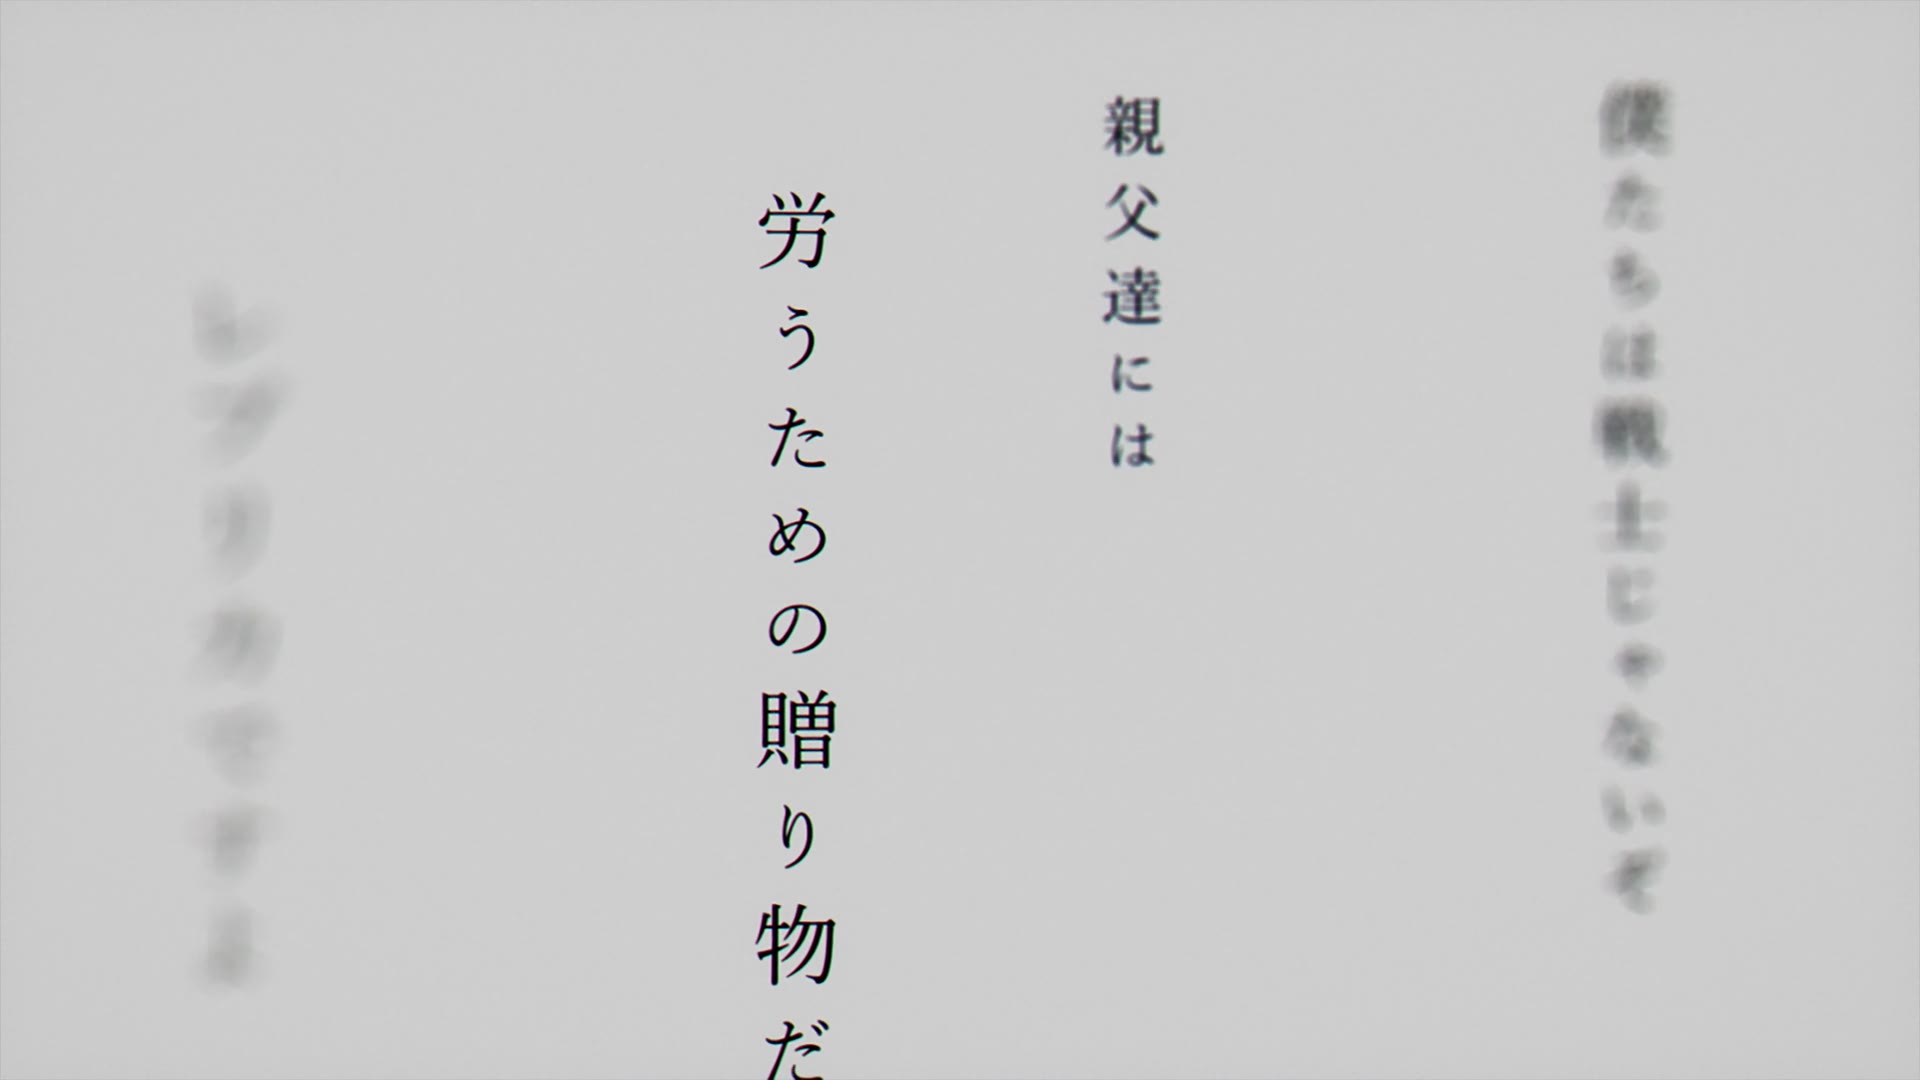 僕たちは戦士じゃないぞ
親父達には
労うための贈り物だ